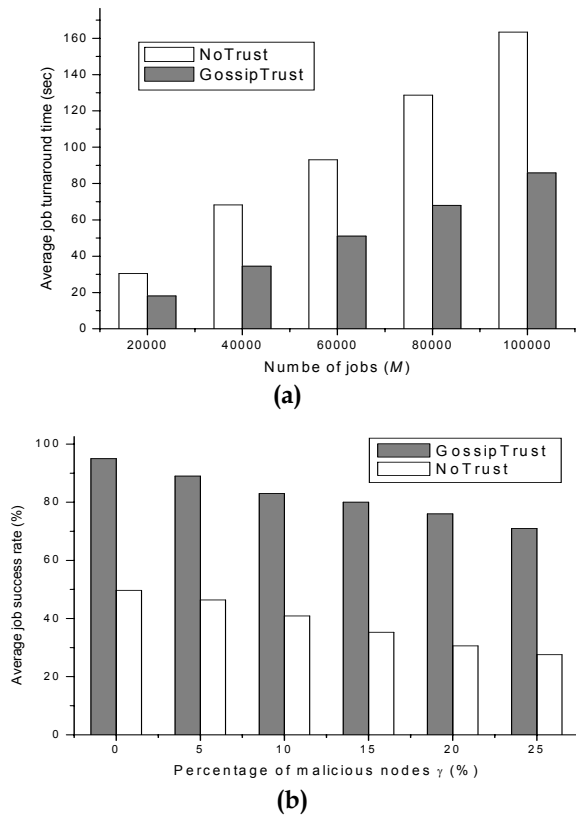 160
140
120
100
80
60
40
20
0
Average job turnaround time (sec)
NoTrust
GossipTrust
20000 40000 60000 80000 100000
Numbe of jobs (M)
(a)
100
80
60
40
20
0
Average job success rate (%)
GossipTrust
NoTrust
0 5 10 15 20 25
Percentage of malicious nodes γ (%)
(b)